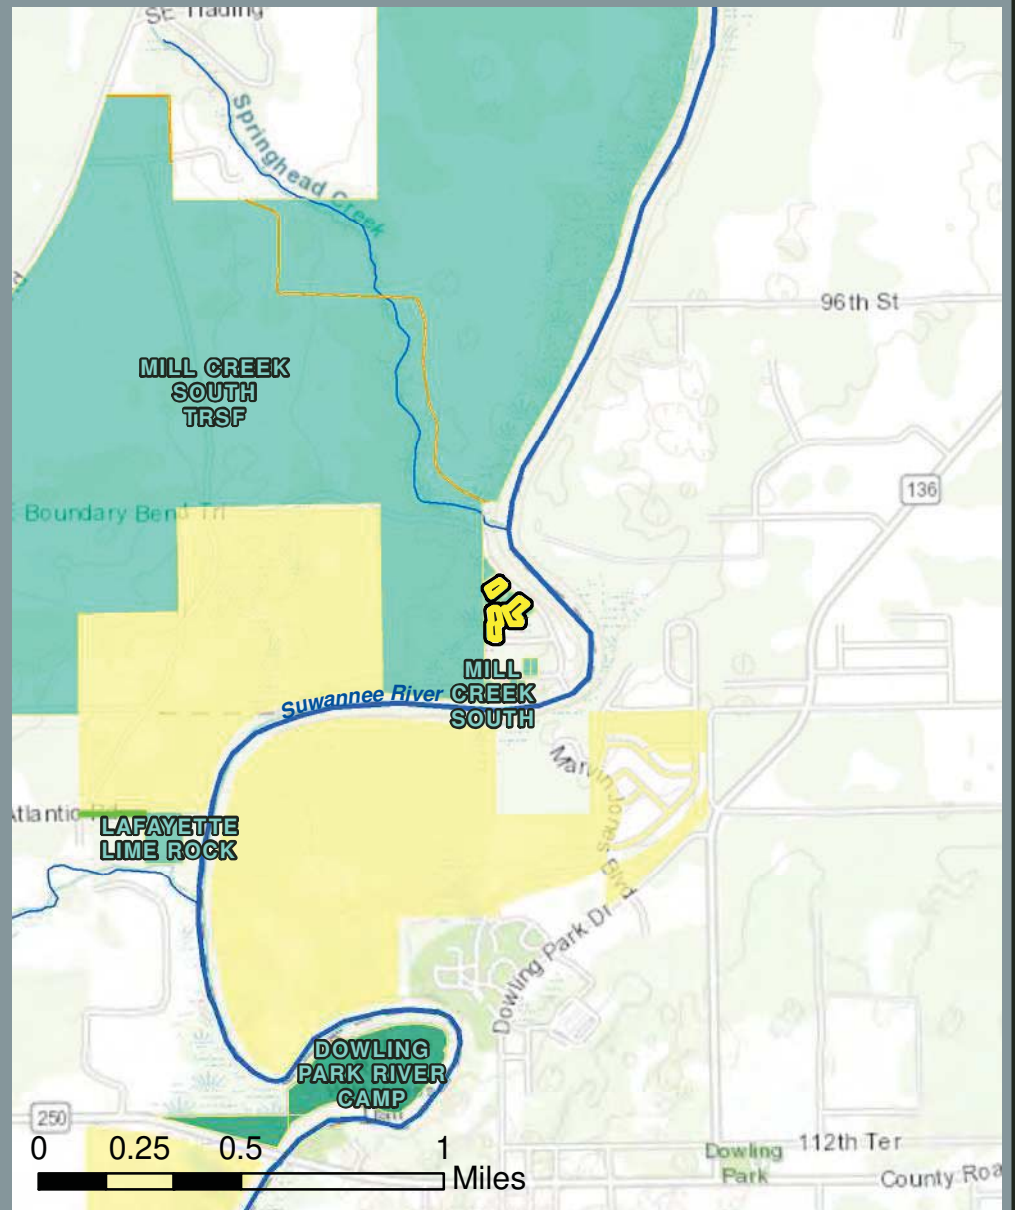 SE Trading
Springhead Creek
96th St
MILL CREEK
SOUTH
TRSF
136
Boundary Bend Trl
MILL
CREEK
SOUTH
Suwannee River
Marvin Jones Blvd
Atlantic Rd
LAFAYETTE
LIME ROCK
Dowling Park Dr
DOWLING
PARK RIVER
CAMP
250
0 0.25 0.5 1
Miles
Dowling
Park
112th Ter
County Roa